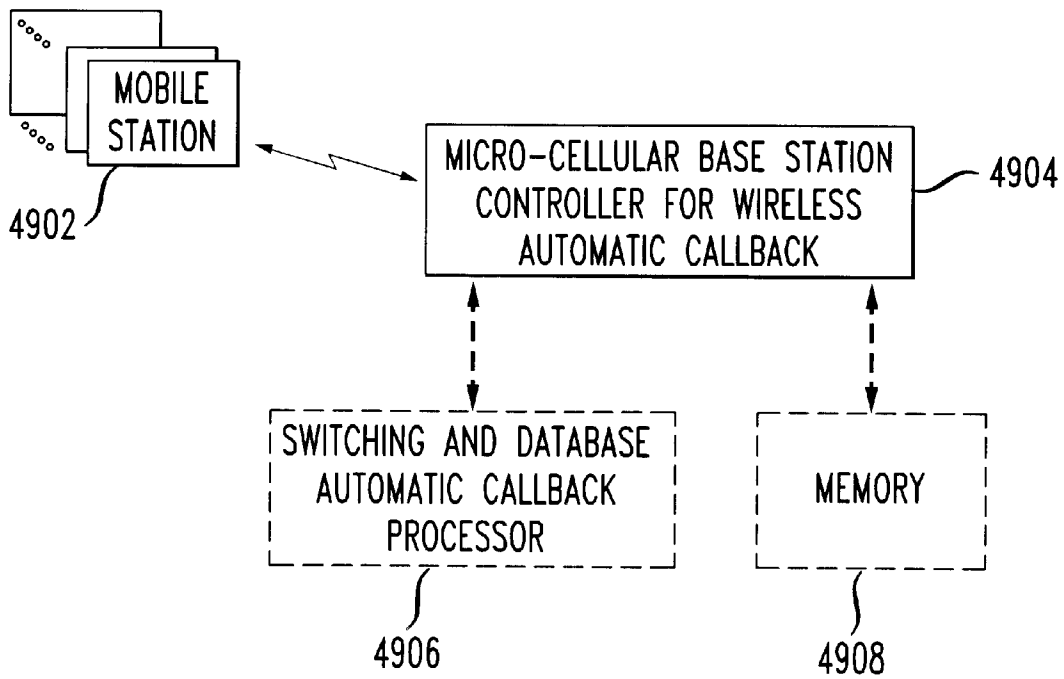 MOBILE
STATION
4902
MICRO-CELLULAR BASE STATION
CONTROLLER FOR WIRELESS
AUTOMATIC CALLBACK
4904
SWITCHING AND DATABASE
AUTOMATIC CALLBACK
PROCESSOR
4906
MEMORY
4908